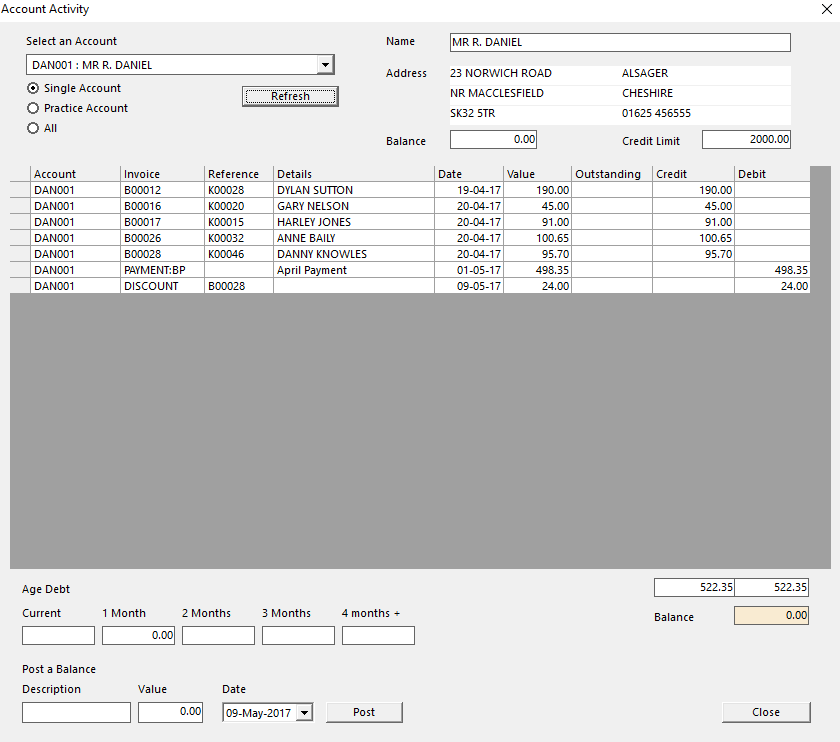 Account Activity
Select an Account
DAN001 : MR R. DANIEL
Single Account
Practice Account
All
Refresh
Name MR R. DANIEL
Address 23 NORWICH ROAD ALSAGER
NR MACCLESFIELD CHESHIRE
SK32 5TR 01625 456555
Balance 0.00 Credit Limit 2000.00
Account Invoice Reference Details Date Value Outstanding Credit Debit
DAN001 B00012 K00028 DYLAN SUTTON 19-04-17 190.00 190.00
DAN001 B00016 K00020 GARY NELSON 20-04-17 45.00 45.00
DAN001 B00017 K00015 HARLEY JONES 20-04-17 91.00 91.00
DAN001 B00026 K00032 ANNE BAILY 20-04-17 100.65 100.65
DAN001 B00028 K00046 DANNY KNOWLES 20-04-17 95.70 95.70
DAN001 PAYMENT:BP April Payment 01-05-17 498.35 498.35
DAN001 DISCOUNT B00028 09-05-17 24.00 24.00
522.35 522.35
Balance 0.00
Age Debt
Current 1 Month 2 Months 3 Months 4 months +
0.00
Post a Balance
Description Value Date
0.00 09-May-2017 Post Close